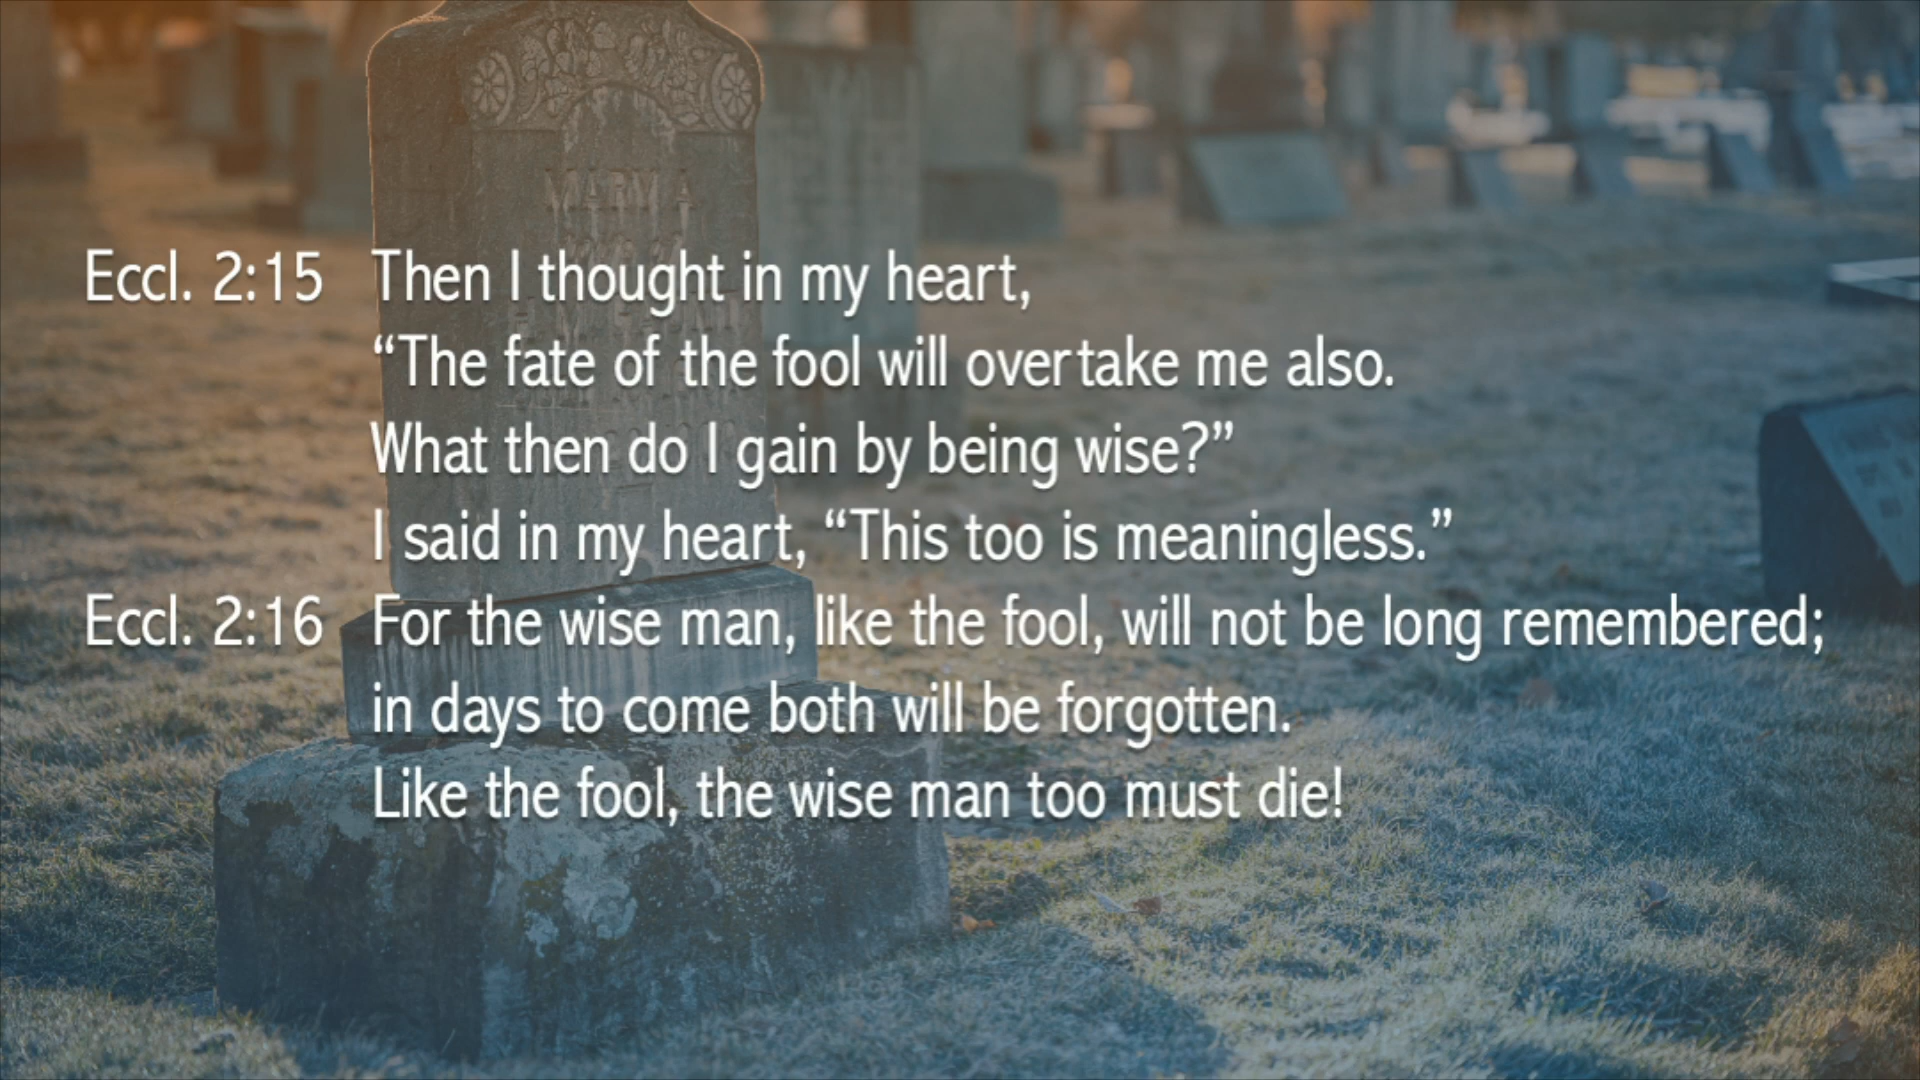 MARY A
Eccl. 2:15 Then I thought in my heart,
“The fate of the fool will overtake me also.
What then do I gain by being wise?”
I said in my heart, “This too is meaningless.”
Eccl. 2:16 For the wise man, like the fool, will not be long remembered;
in days to come both will be forgotten.
Like the fool, the wise man too must die!